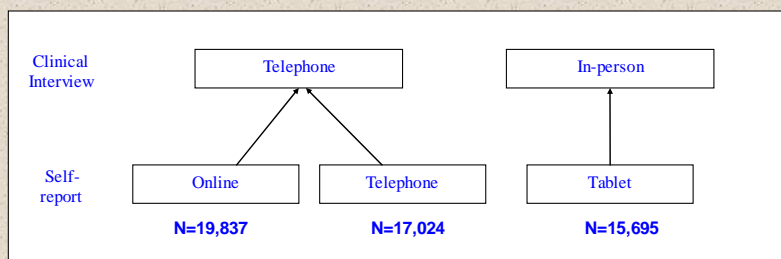 Clinical
Interview
Telephone
In-person
Self-
report
Online
Telephone
Tablet
N=19,837
N=17,024
N=15,695